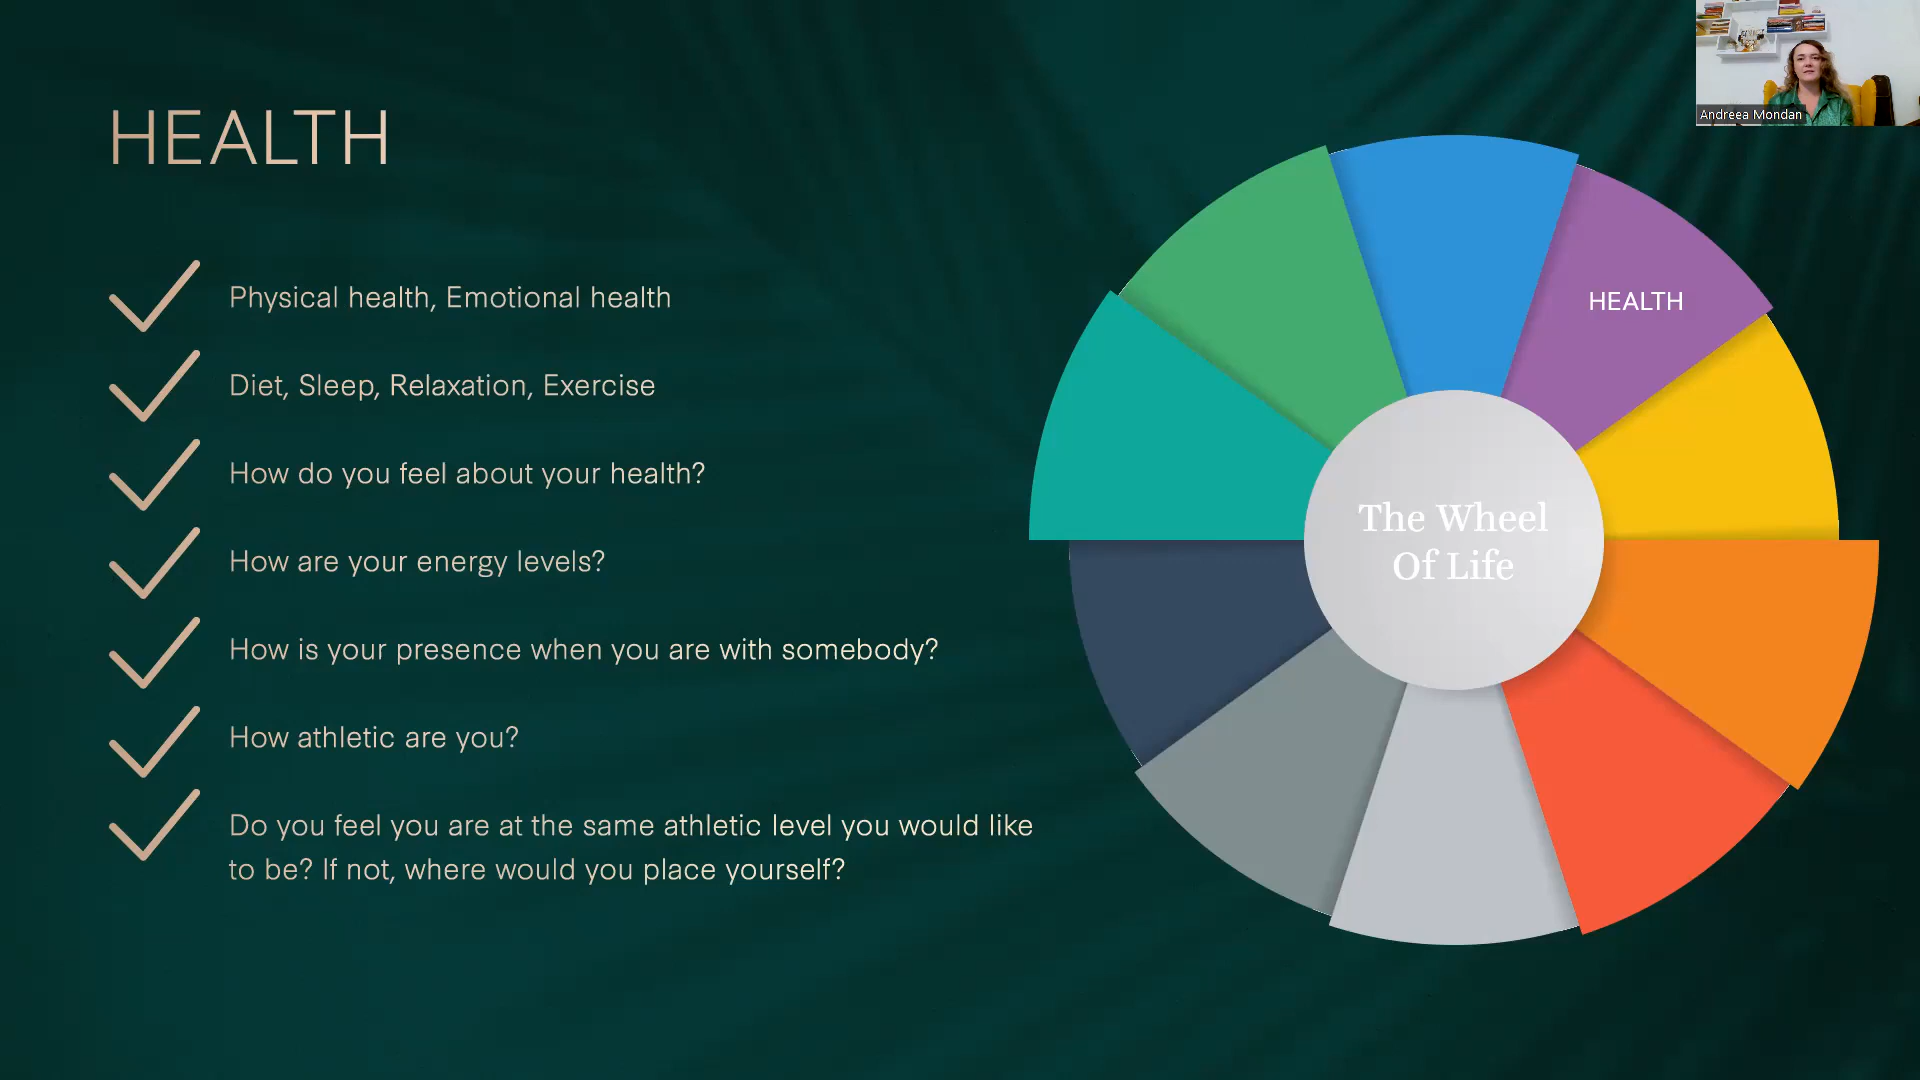 HEALTH
Physical health, Emotional health
Diet, Sleep, Relaxation, Exercise
How do you feel about your health?
How are your energy levels?
How is your presence when you are with somebody?
How athletic are you?
Do you feel you are at the same athletic level you would like
to be? If not, where would you place yourself?
HEALTH
The Wheel
Of Life
Andreea Mondan